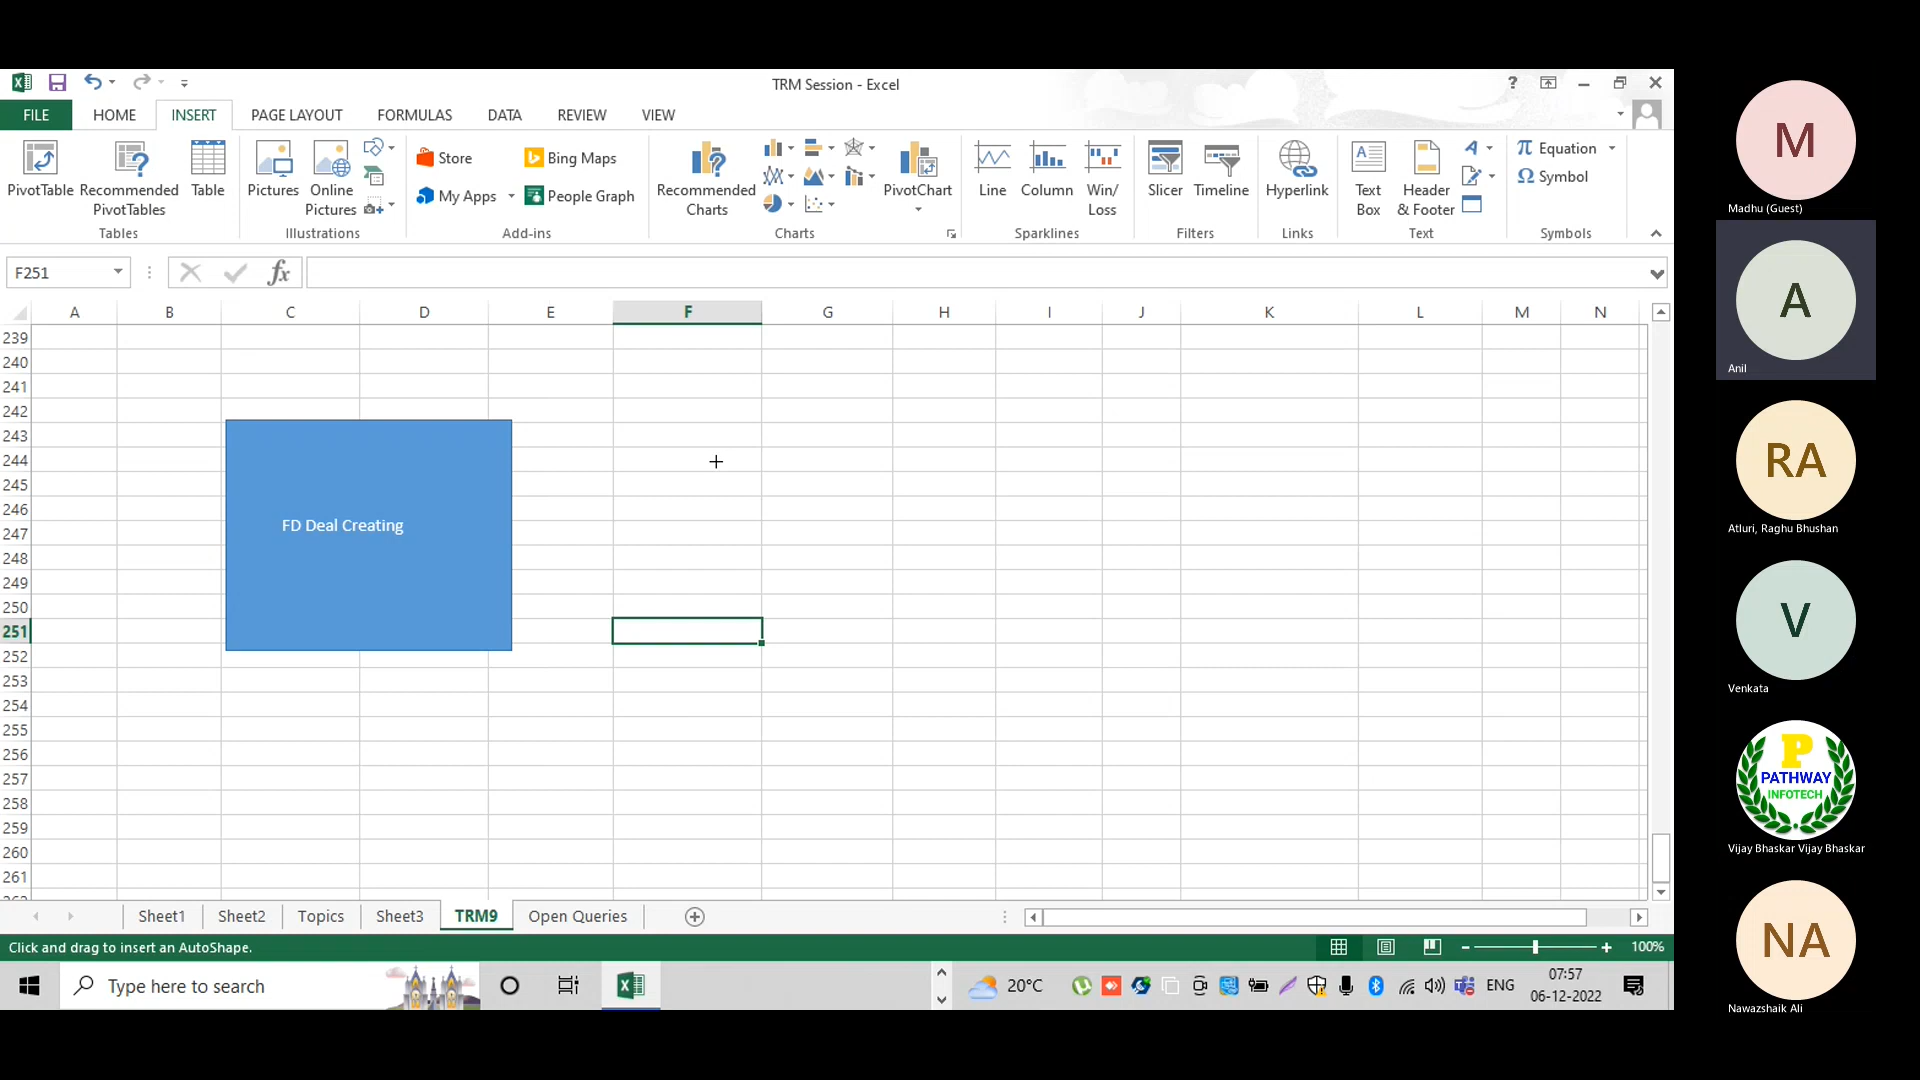 TRM Session - Excel
?
FILE HOME INSERT PAGE LAYOUT FORMULAS DATA REVIEW VIEW
PivotTable
Recommended PivotTables
Table
Tables
Pictures
Online Pictures
Illustrations
Store
My Apps
Bing Maps
People Graph
Add-ins
Recommended Charts
PivotChart
Charts
Line
Column
Win/ Loss
Sparklines
Slicer
Timeline
Filters
Hyperlink
Links
Text Box
Header & Footer
Text
π Equation
Ω Symbol
Symbols
F251
fx
A B C D E F G H I J K L M N
239
240
241
242
243
244
245
246
247
FD Deal Creating
248
249
250
251
252
253
254
255
256
257
258
259
260
261
Sheet1 Sheet2 Topics Sheet3 TRM9 Open Queries
Click and drag to insert an AutoShape.
100%
Type here to search
20°C
ENG
07:57
06-12-2022
M
Madhu (Guest)
A
Anil
RA
Atluri, Raghu Bhushan
V
Venkata
P
PATHWAY
INFOTECH
Vijay Bhaskar Vijay Bhaskar
NA
Nawazshaik Ali